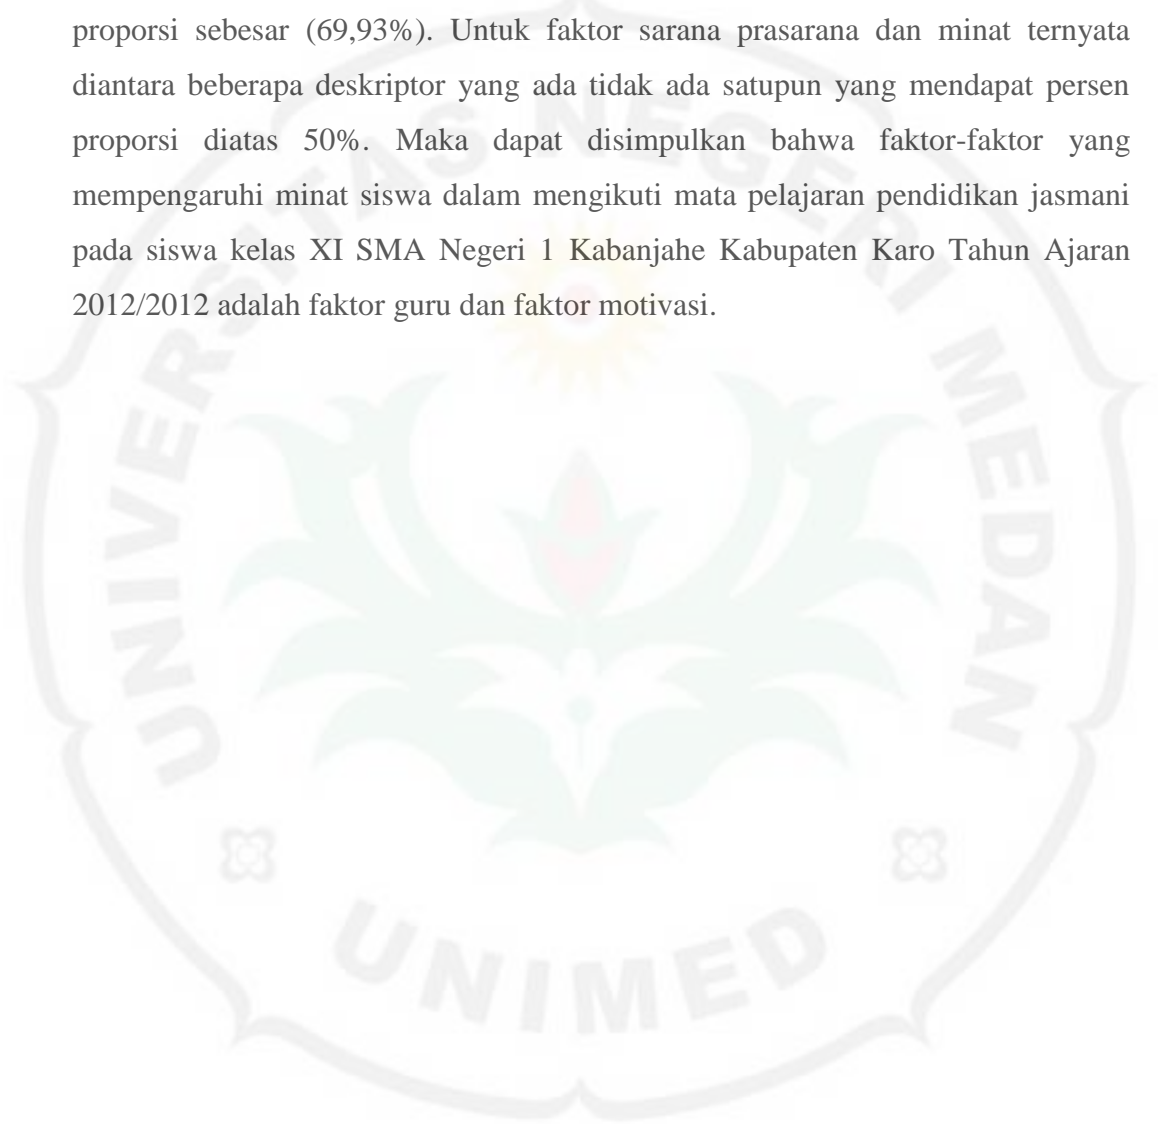 proporsi sebesar (69,93%). Untuk faktor sarana prasarana dan minat ternyata
diantara beberapa deskriptor yang ada tidak ada satupun yang mendapat persen
proporsi diatas 50%. Maka dapat disimpulkan bahwa faktor-faktor yang
mempengaruhi minat siswa dalam mengikuti mata pelajaran pendidikan jasmani
pada siswa kelas XI SMA Negeri 1 Kabanjahe Kabupaten Karo Tahun Ajaran
2012/2012 adalah faktor guru dan faktor motivasi.
UNIVERSITAS NEGERI MEDAN
UNIMED